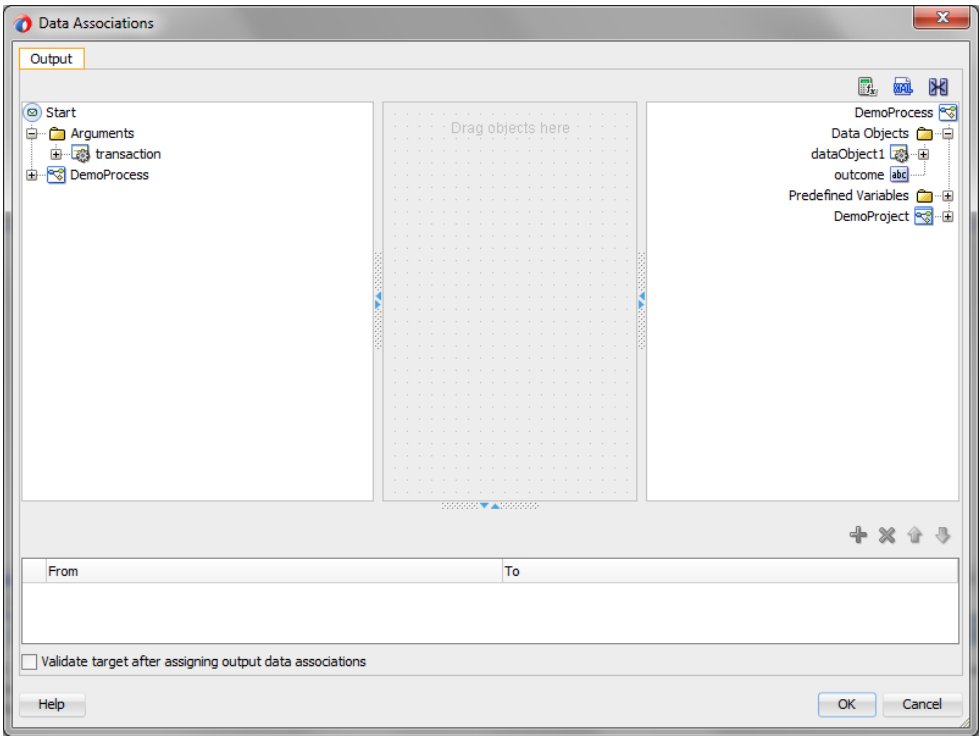 Data Associations
Output
Start
Arguments
transaction
DemoProcess
Drag objects here
DemoProcess
Data Objects
dataObject1
outcome abc
Predefined Variables
DemoProject
From To
Validate target after assigning output data associations
Help OK Cancel